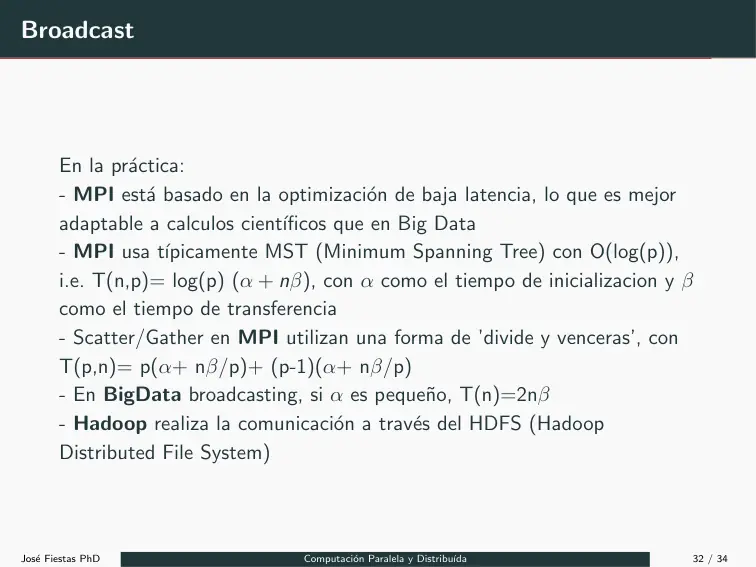 Broadcast
En la práctica:
- MPI está basado en la optimización de baja latencia, lo que es mejor
adaptable a calculos científicos que en Big Data
- MPI usa típicamente MST (Minimum Spanning Tree) con O(log(p)),
i.e. T(n,p)= log(p) (α + nβ), con α como el tiempo de inicializacion y β
como el tiempo de transferencia
- Scatter/Gather en MPI utilizan una forma de 'divide y venceras', con
T(p,n)= p(α+ nβ/p)+ (p-1)(α+ nβ/p)
- En BigData broadcasting, si α es pequeño, T(n)=2nβ
- Hadoop realiza la comunicación a través del HDFS (Hadoop
Distributed File System)
José Fiestas PhD
Computación Paralela y Distribuída
32 / 34